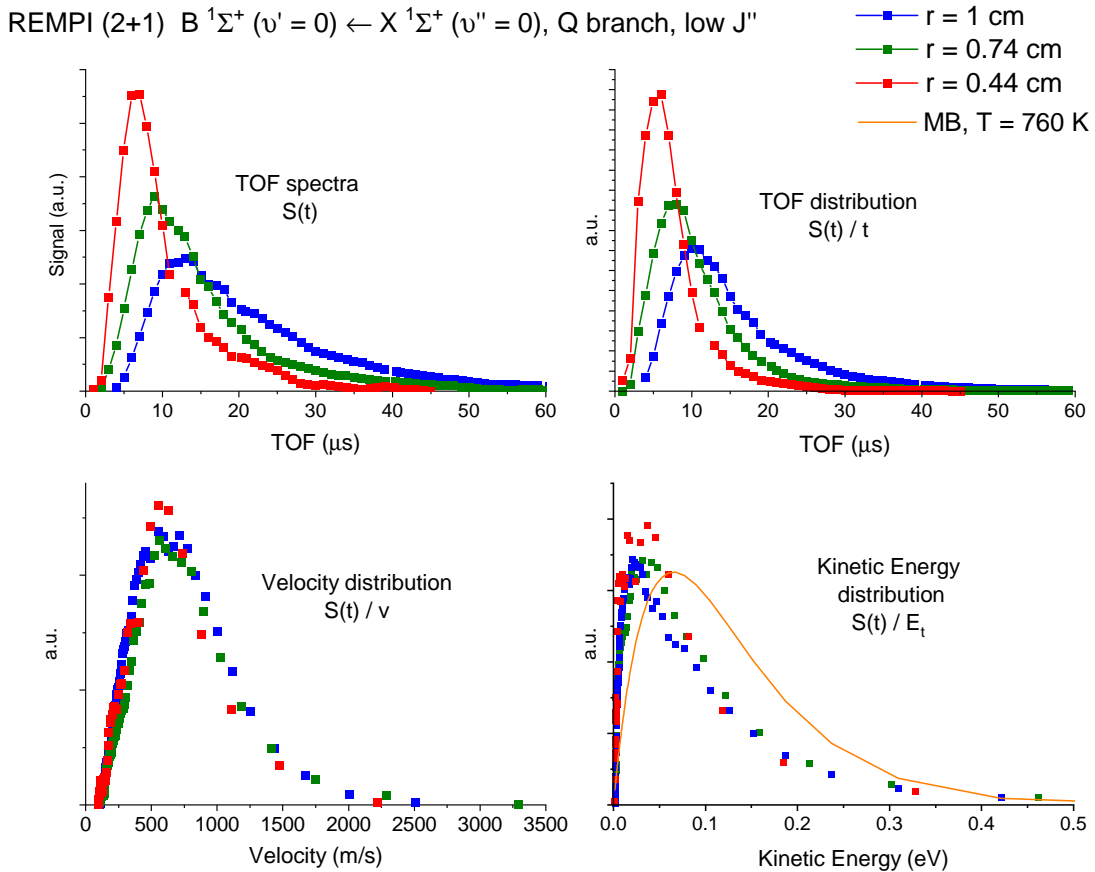 REMPI (2+1)  B ¹Σ⁺ (υ' = 0) ← X ¹Σ⁺ (υ'' = 0), Q branch, low J''
r = 1 cm
r = 0.74 cm
r = 0.44 cm
MB, T = 760 K
TOF spectra
S(t)
Signal (a.u.)
0 10 20 30 40 50 60
TOF (μs)
TOF distribution
S(t) / t
a.u.
0 10 20 30 40 50 60
TOF (μs)
Velocity distribution
S(t) / v
a.u.
0 500 1000 1500 2000 2500 3000 3500
Velocity (m/s)
Kinetic Energy
distribution
S(t) / Eₜ
a.u.
0.0 0.1 0.2 0.3 0.4 0.5
Kinetic Energy (eV)